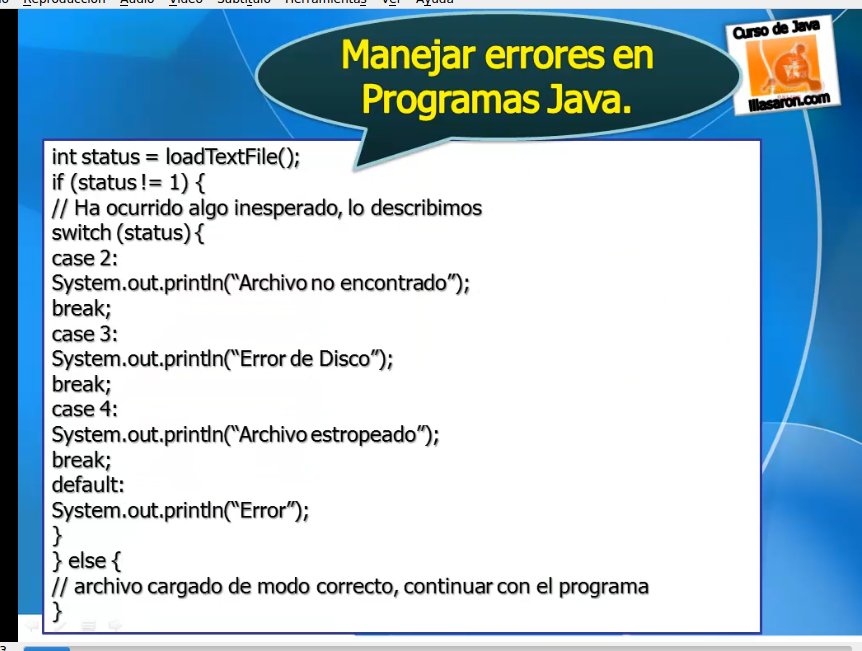 Reproducción Audio Video Subtítulo Herramientas Ver Ayuda
Manejar errores en
Programas Java.
Curso de Java
lilasaron.com
int status = loadTextFile();
if (status != 1) {
// Ha ocurrido algo inesperado, lo describimos
switch (status) {
case 2:
System.out.println(“Archivo no encontrado”);
break;
case 3:
System.out.println(“Error de Disco”);
break;
case 4:
System.out.println(“Archivo estropeado”);
break;
default:
System.out.println(“Error”);
}
} else {
// archivo cargado de modo correcto, continuar con el programa
}